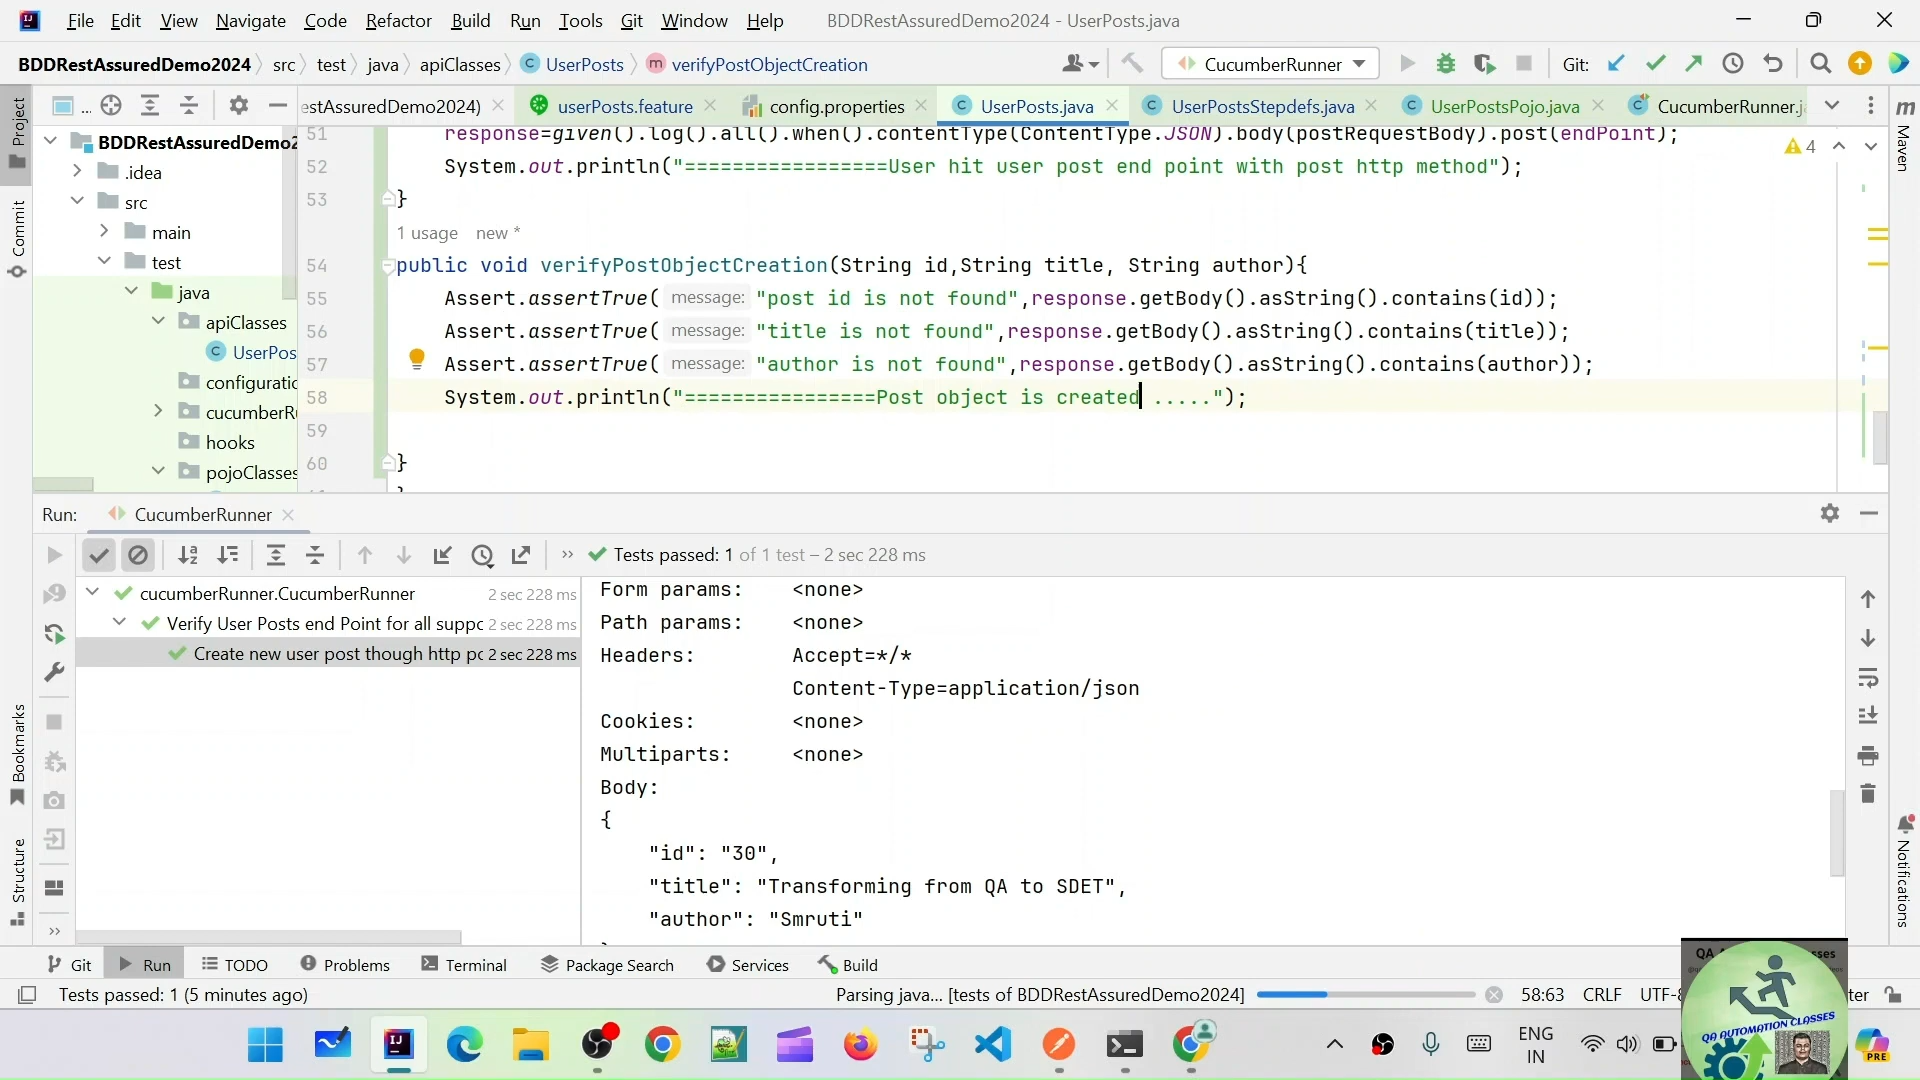 File Edit View Navigate Code Refactor Build Run Tools Git Window Help BDDRestAssuredDemo2024 - UserPosts.java
BDDRestAssuredDemo2024 src test java apiClasses UserPosts verifyPostObjectCreation CucumberRunner Git:
... estAssuredDemo2024) userPosts.feature config.properties UserPosts.java UserPostsStepdefs.java UserPostsPojo.java CucumberRunner.j
Project
Commit
Bookmarks
Structure
BDDRestAssuredDemo2
.idea
src
main
test
java
apiClasses
UserPos
configuratio
cucumberR
hooks
pojoClasses
51 response=given().log().all().when().contentType(ContentType.JSON).body(postRequestBody).post(endPoint);
52 System.out.println("=================User hit user post end point with post http method");
53 }
1 usage new *
54 public void verifyPostObjectCreation(String id,String title, String author){
55 Assert.assertTrue( message: "post id is not found",response.getBody().asString().contains(id));
56 Assert.assertTrue( message: "title is not found",response.getBody().asString().contains(title));
57 Assert.assertTrue( message: "author is not found",response.getBody().asString().contains(author));
58 System.out.println("================Post object is created .....");
59
60 }
4
m
Maven
Notifications
Run: CucumberRunner
Tests passed: 1 of 1 test – 2 sec 228 ms
cucumberRunner.CucumberRunner 2 sec 228 ms
Verify User Posts end Point for all suppo 2 sec 228 ms
Create new user post though http po 2 sec 228 ms
Form params: <none>
Path params: <none>
Headers: Accept=*/*
Content-Type=application/json
Cookies: <none>
Multiparts: <none>
Body:
{
"id": "30",
"title": "Transforming from QA to SDET",
"author": "Smruti"
Git Run TODO Problems Terminal Package Search Services Build
Tests passed: 1 (5 minutes ago) Parsing java... [tests of BDDRestAssuredDemo2024] 58:63 CRLF UTF-8 ter
QA AUTOMATION CLASSES
ENG
IN
PRE